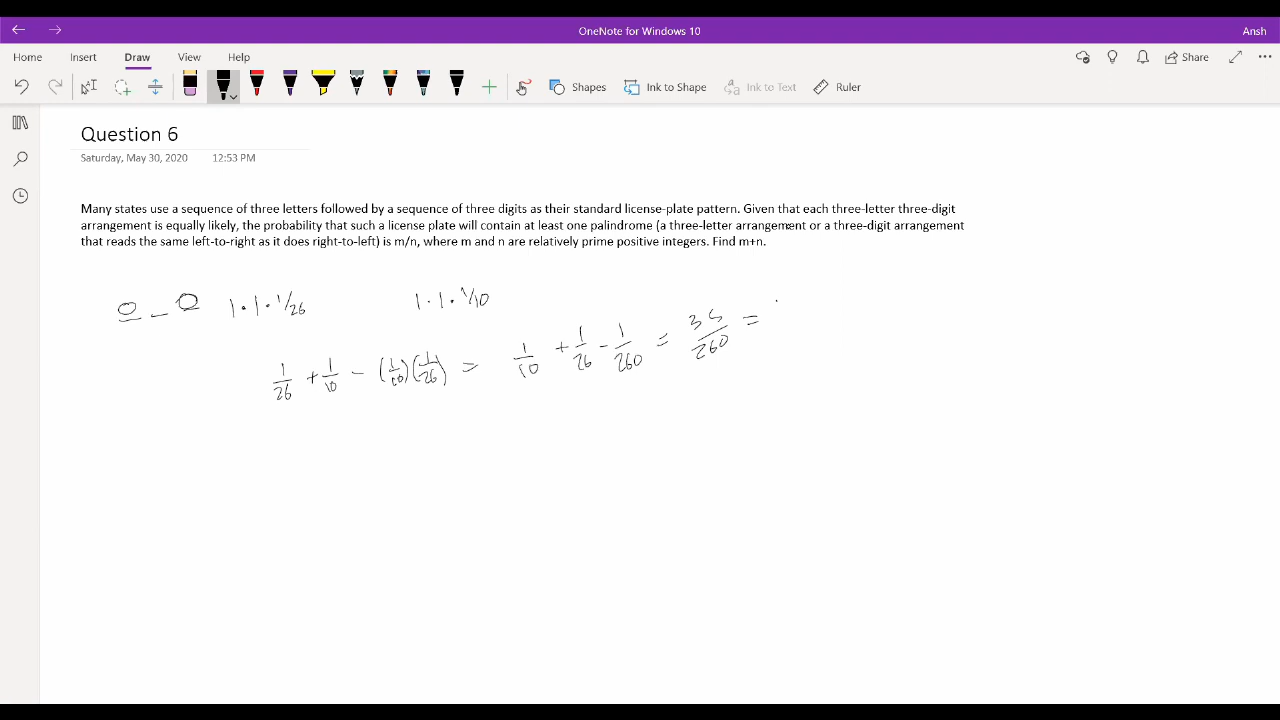 OneNote for Windows 10
Ansh
Home Insert Draw View Help
Share
Shapes Ink to Shape Ink to Text Ruler
Question 6
Saturday, May 30, 2020 12:53 PM
Many states use a sequence of three letters followed by a sequence of three digits as their standard license-plate pattern. Given that each three-letter three-digit
arrangement is equally likely, the probability that such a license plate will contain at least one palindrome (a three-letter arrangement or a three-digit arrangement
that reads the same left-to-right as it does right-to-left) is m/n, where m and n are relatively prime positive integers. Find m+n.
1 · 1 · 1/26 1 · 1 · 1/10
1/26 + 1/10 - (1/10)(1/26) = 1/10 + 1/26 - 1/260 = 35/260 =